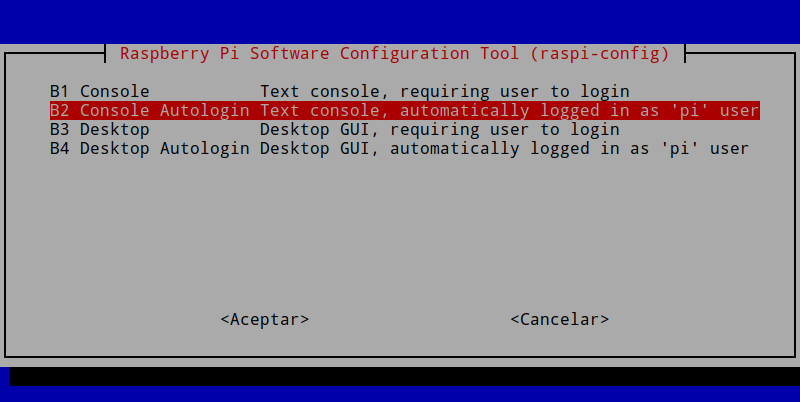 Raspberry Pi Software Configuration Tool (raspi-config)
B1 Console Text console, requiring user to login
B2 Console Autologin Text console, automatically logged in as 'pi' user
B3 Desktop Desktop GUI, requiring user to login
B4 Desktop Autologin Desktop GUI, automatically logged in as 'pi' user
<Aceptar> <Cancelar>